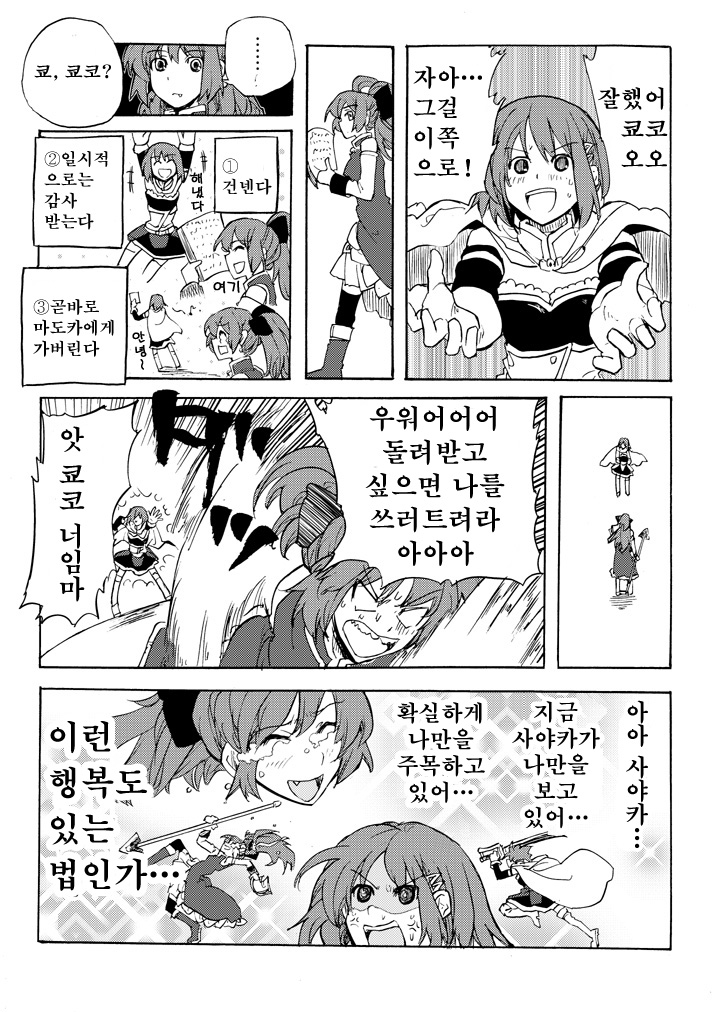 잘했어
쿄코
오오
자아…
그걸
이쪽
으로!
……
쿄, 쿄코?
①
건넨다
여기
②일시적
으로는
감사
받는다
해냈다
③곧바로
마도카에게
가버린다
안녕~
우워어어어
돌려받고
싶으면 나를
쓰러트려라
아아아
앗 쿄코 너임마
아아 사야카…
지금
사야카가
나만을
보고
있어…
확실하게
나만을
주목하고
있어…
이런
행복도
있는
법인가…